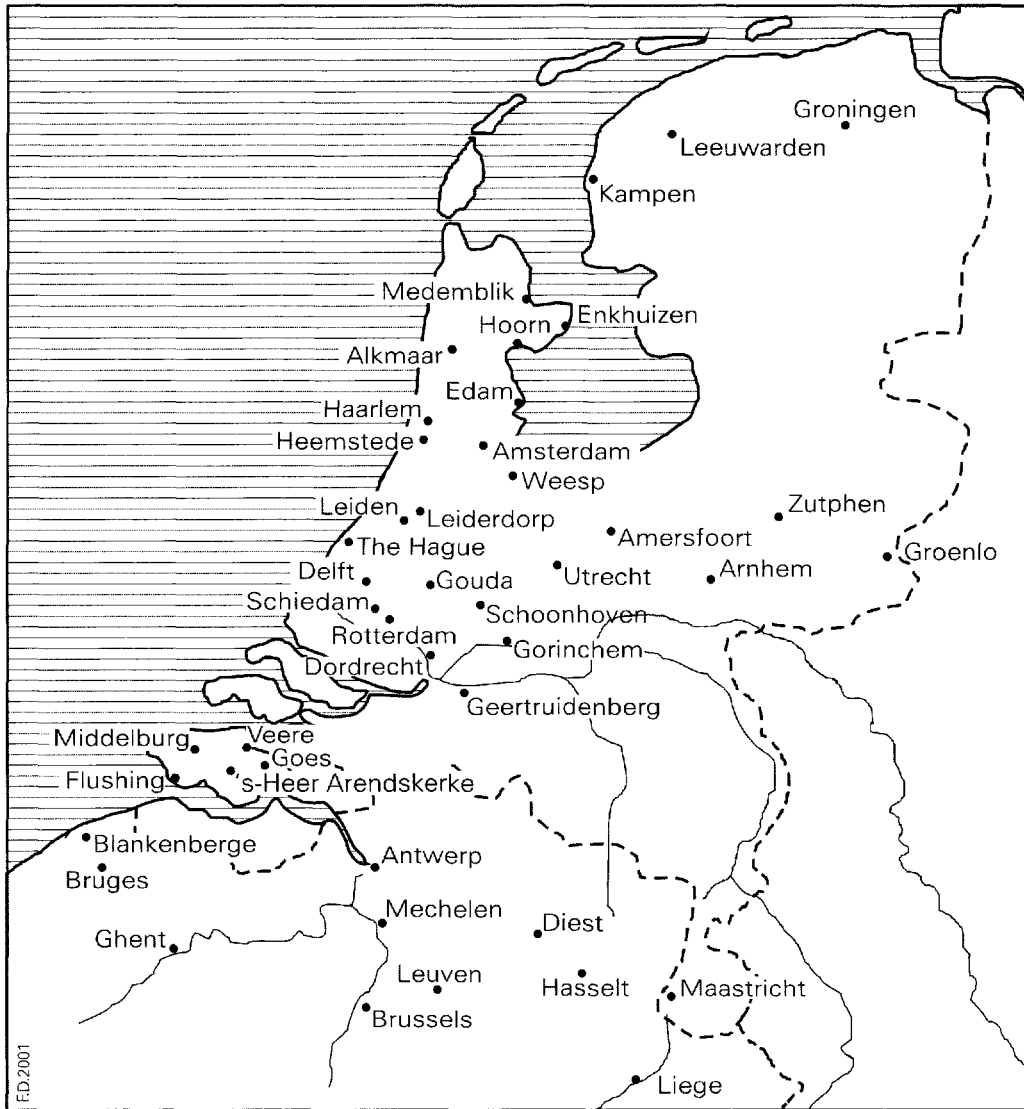 Groningen
Leeuwarden
Kampen
Medemblik
Enkhuizen
Hoorn
Alkmaar
Edam
Haarlem
Heemstede
Amsterdam
Weesp
Leiden
Leiderdorp
Zutphen
The Hague
Amersfoort
Groenlo
Delft
Gouda
Utrecht
Arnhem
Schiedam
Schoonhoven
Rotterdam
Gorinchem
Dordrecht
Geertruidenberg
Middelburg
Veere
Goes
Flushing
's-Heer Arendskerke
Blankenberge
Bruges
Antwerp
Mechelen
Ghent
Diest
Leuven
Hasselt
Maastricht
Brussels
Liege
F.D.2001